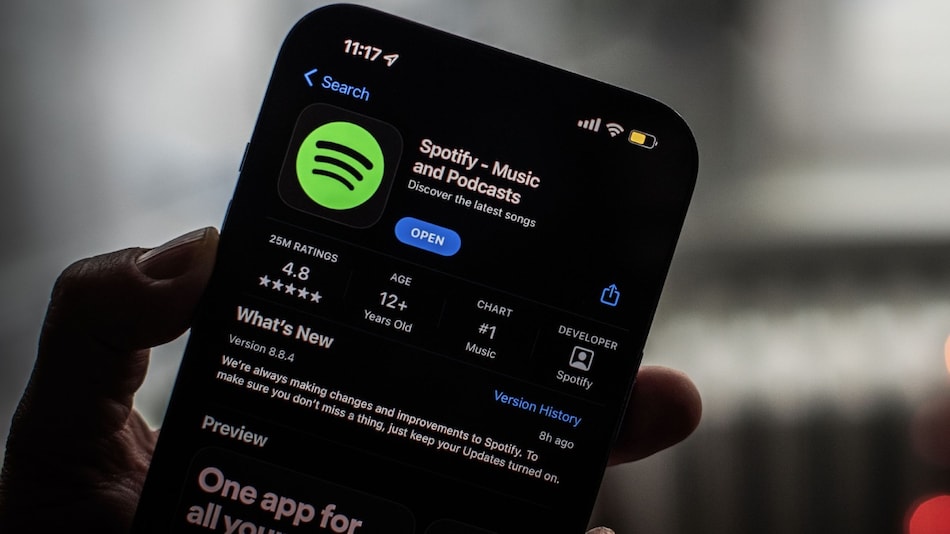 11:17
Search
Spotify - Music
and Podcasts
Discover the latest songs
OPEN
25M RATINGS
4.8
AGE
12+
Years Old
CHART
#1
Music
DEVELOPER
Spotify
What's New
Version History
Version 8.8.4
8h ago
We're always making changes and improvements to Spotify. To
make sure you don't miss a thing, just keep your Updates turned on.
Preview
One app for
all your